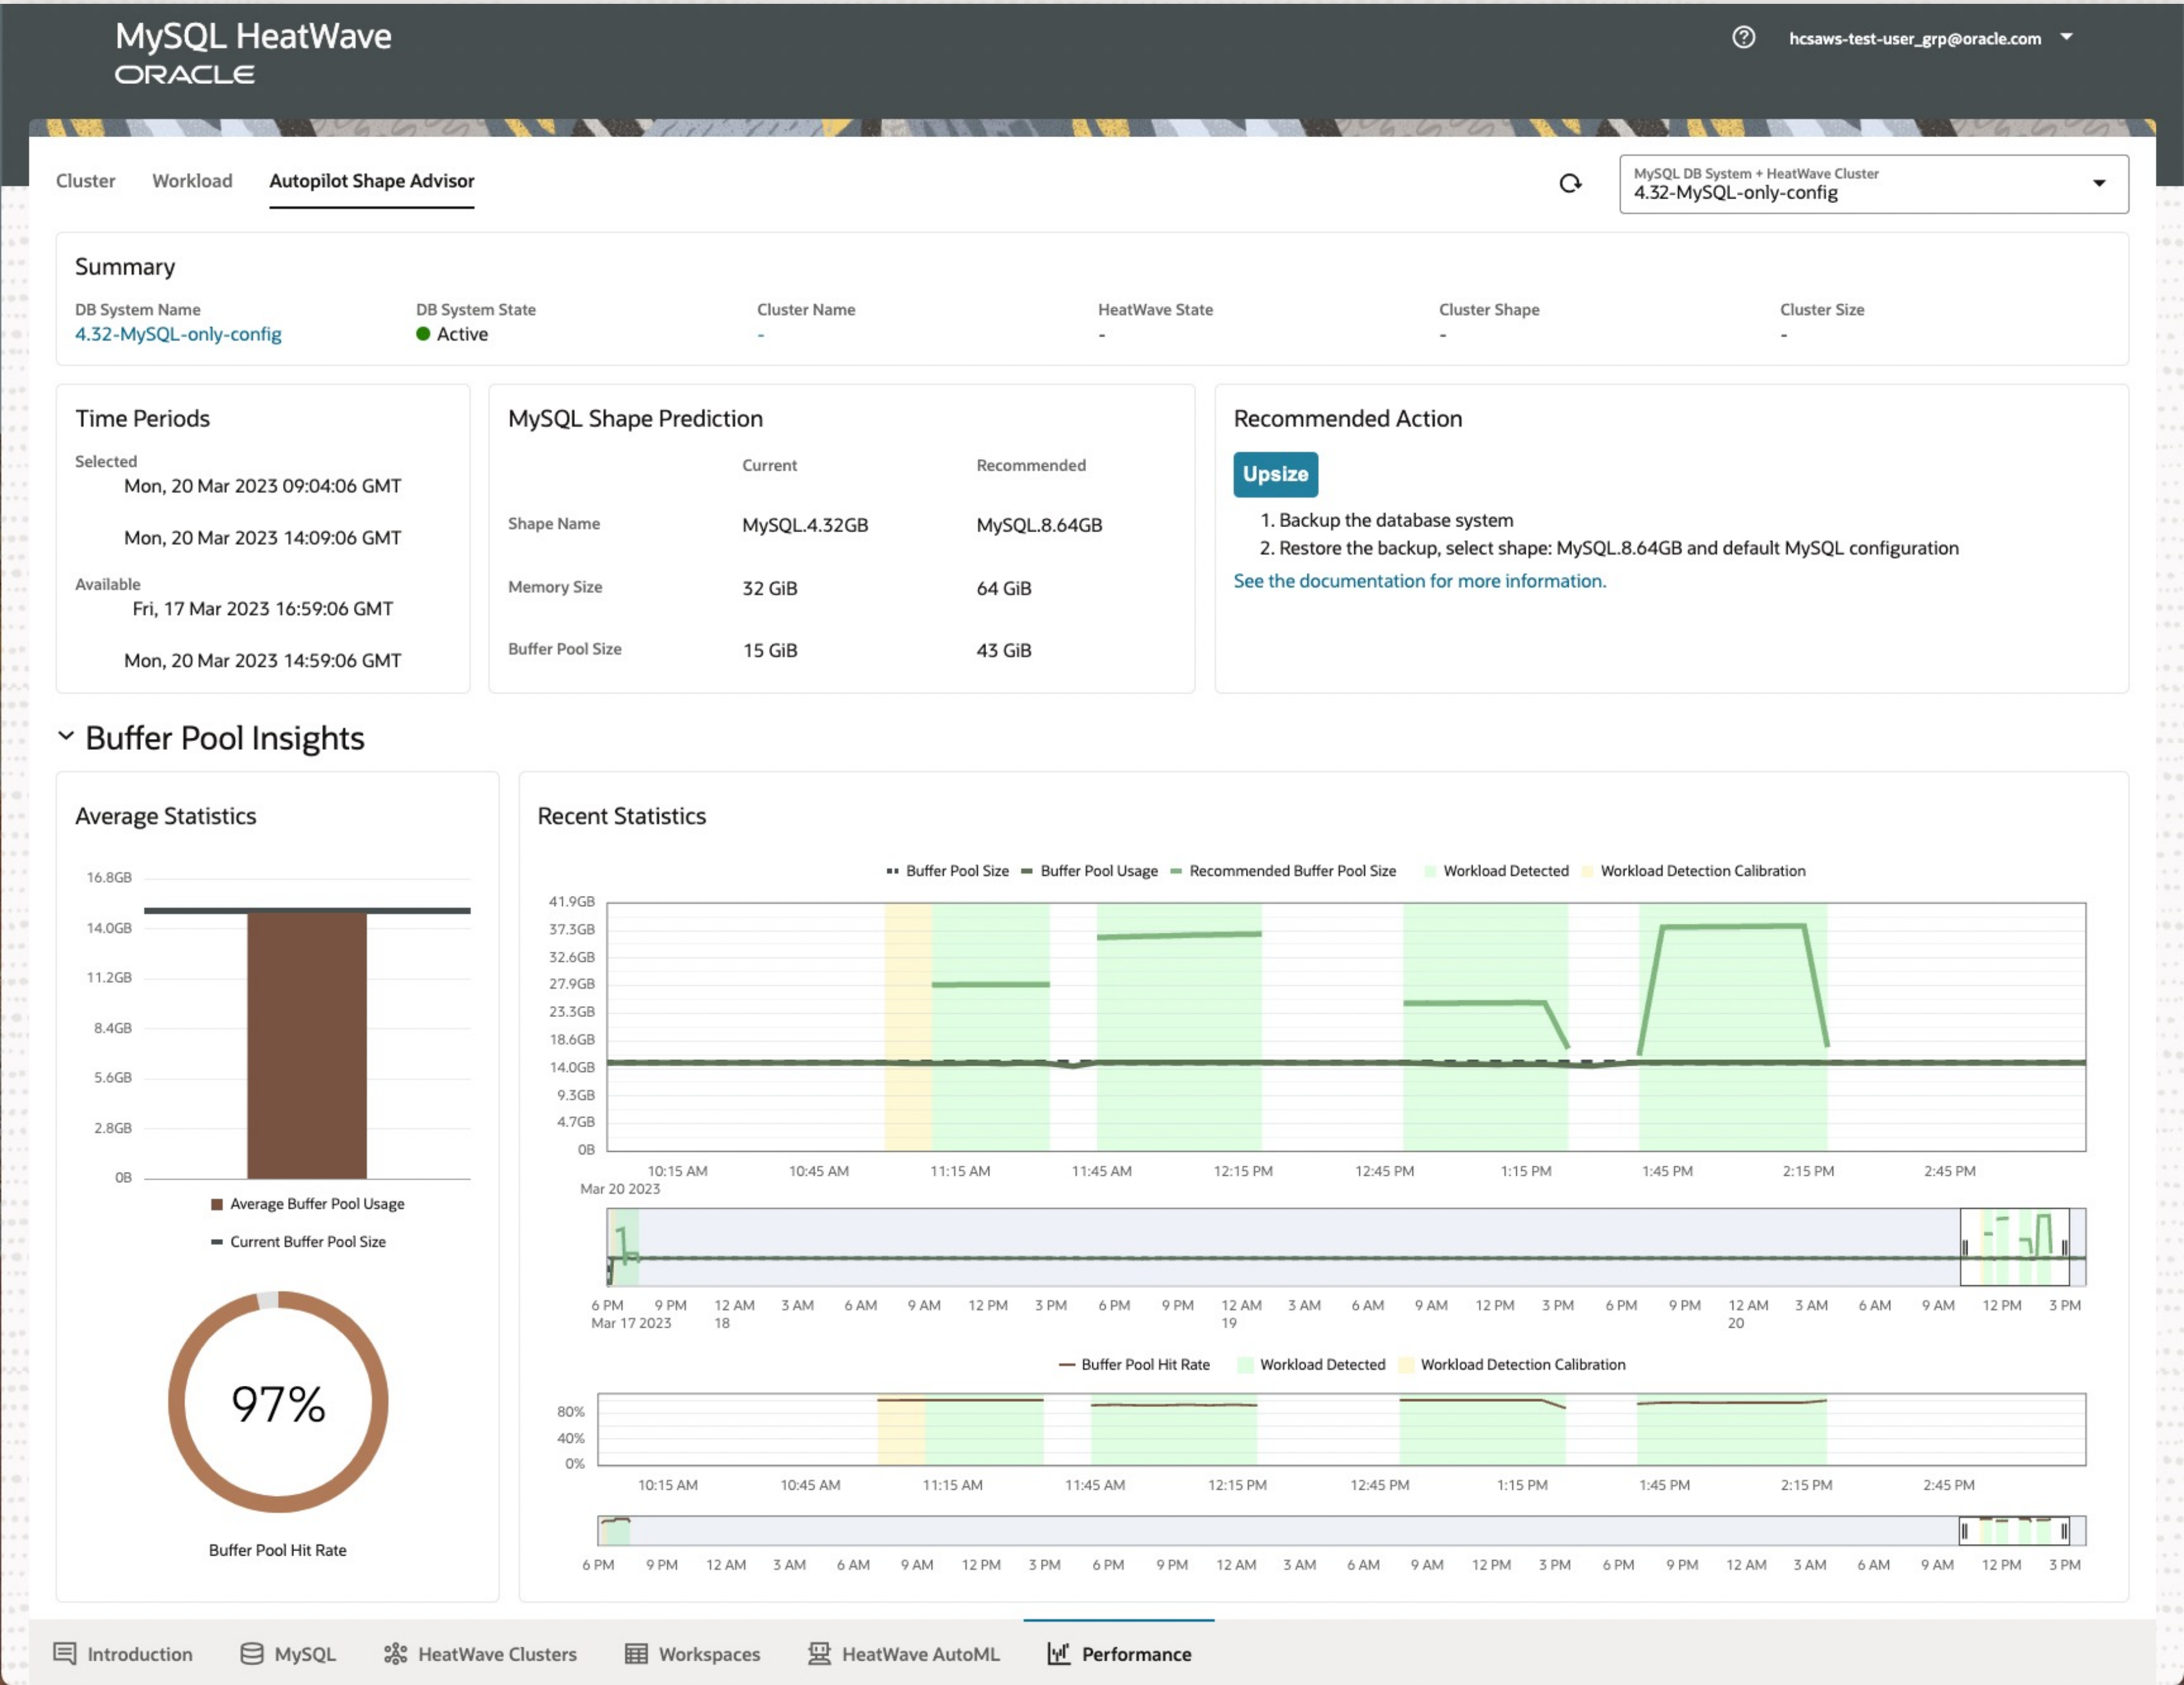 MySQL HeatWave
ORACLE
hcsaws-test-user_grp@oracle.com
Cluster Workload Autopilot Shape Advisor
MySQL DB System + HeatWave Cluster
4.32-MySQL-only-config
Summary
DB System Name DB System State Cluster Name HeatWave State Cluster Shape Cluster Size
4.32-MySQL-only-config Active - - - -
Time Periods
Selected
Mon, 20 Mar 2023 09:04:06 GMT
Mon, 20 Mar 2023 14:09:06 GMT
Available
Fri, 17 Mar 2023 16:59:06 GMT
Mon, 20 Mar 2023 14:59:06 GMT
MySQL Shape Prediction
Current Recommended
Shape Name MySQL.4.32GB MySQL.8.64GB
Memory Size 32 GiB 64 GiB
Buffer Pool Size 15 GiB 43 GiB
Recommended Action
Upsize
1. Backup the database system
2. Restore the backup, select shape: MySQL.8.64GB and default MySQL configuration
See the documentation for more information.
Buffer Pool Insights
Average Statistics
16.8GB
14.0GB
11.2GB
8.4GB
5.6GB
2.8GB
0B
Average Buffer Pool Usage
Current Buffer Pool Size
97%
Buffer Pool Hit Rate
Recent Statistics
Buffer Pool Size Buffer Pool Usage Recommended Buffer Pool Size Workload Detected Workload Detection Calibration
41.9GB
37.3GB
32.6GB
27.9GB
23.3GB
18.6GB
14.0GB
9.3GB
4.7GB
0B
10:15 AM 10:45 AM 11:15 AM 11:45 AM 12:15 PM 12:45 PM 1:15 PM 1:45 PM 2:15 PM 2:45 PM
Mar 20 2023
6 PM 9 PM 12 AM 3 AM 6 AM 9 AM 12 PM 3 PM 6 PM 9 PM 12 AM 3 AM 6 AM 9 AM 12 PM 3 PM 6 PM 9 PM 12 AM 3 AM 6 AM 9 AM 12 PM 3 PM
Mar 17 2023 18 19 20
Buffer Pool Hit Rate Workload Detected Workload Detection Calibration
80%
40%
0%
10:15 AM 10:45 AM 11:15 AM 11:45 AM 12:15 PM 12:45 PM 1:15 PM 1:45 PM 2:15 PM 2:45 PM
6 PM 9 PM 12 AM 3 AM 6 AM 9 AM 12 PM 3 PM 6 PM 9 PM 12 AM 3 AM 6 AM 9 AM 12 PM 3 PM 6 PM 9 PM 12 AM 3 AM 6 AM 9 AM 12 PM 3 PM
Introduction MySQL HeatWave Clusters Workspaces HeatWave AutoML Performance